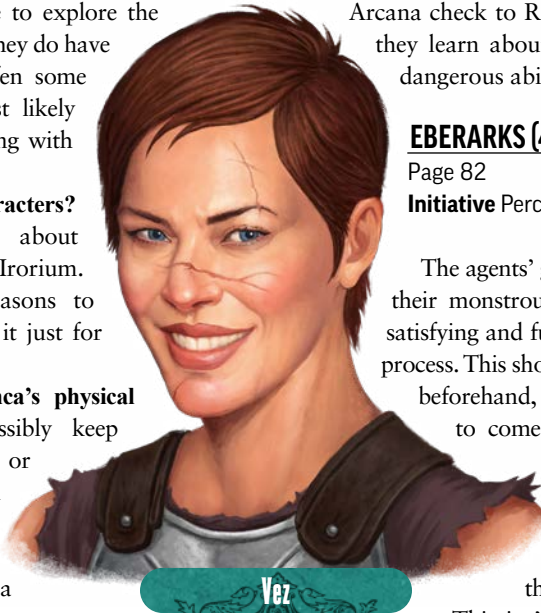 e to explore the
hey do have
en some
st likely
ng with
racters?
about
Irorium.
asons to
it just for
nca's physical
ssibly keep
or
a
Arcana check to R
they learn abou
dangerous abi
EBERARKS (
Page 82
Initiative Perc
The agents'
their monstrou
satisfying and fu
process. This sho
beforehand,
to come
th
Vez